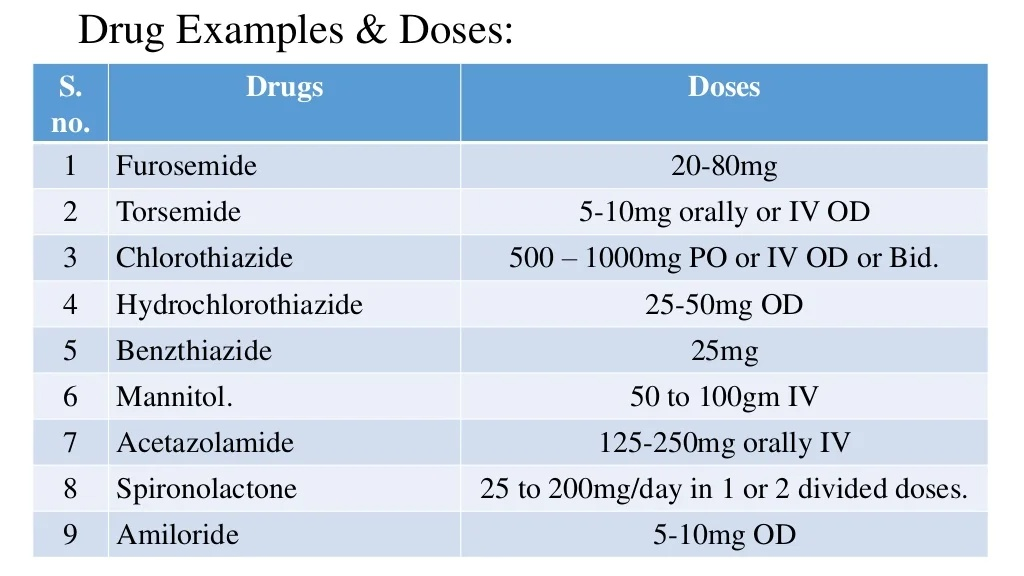 Drug Examples & Doses:
S. no. Drugs Doses
1 Furosemide 20-80mg
2 Torsemide 5-10mg orally or IV OD
3 Chlorothiazide 500 – 1000mg PO or IV OD or Bid.
4 Hydrochlorothiazide 25-50mg OD
5 Benzthiazide 25mg
6 Mannitol. 50 to 100gm IV
7 Acetazolamide 125-250mg orally IV
8 Spironolactone 25 to 200mg/day in 1 or 2 divided doses.
9 Amiloride 5-10mg OD